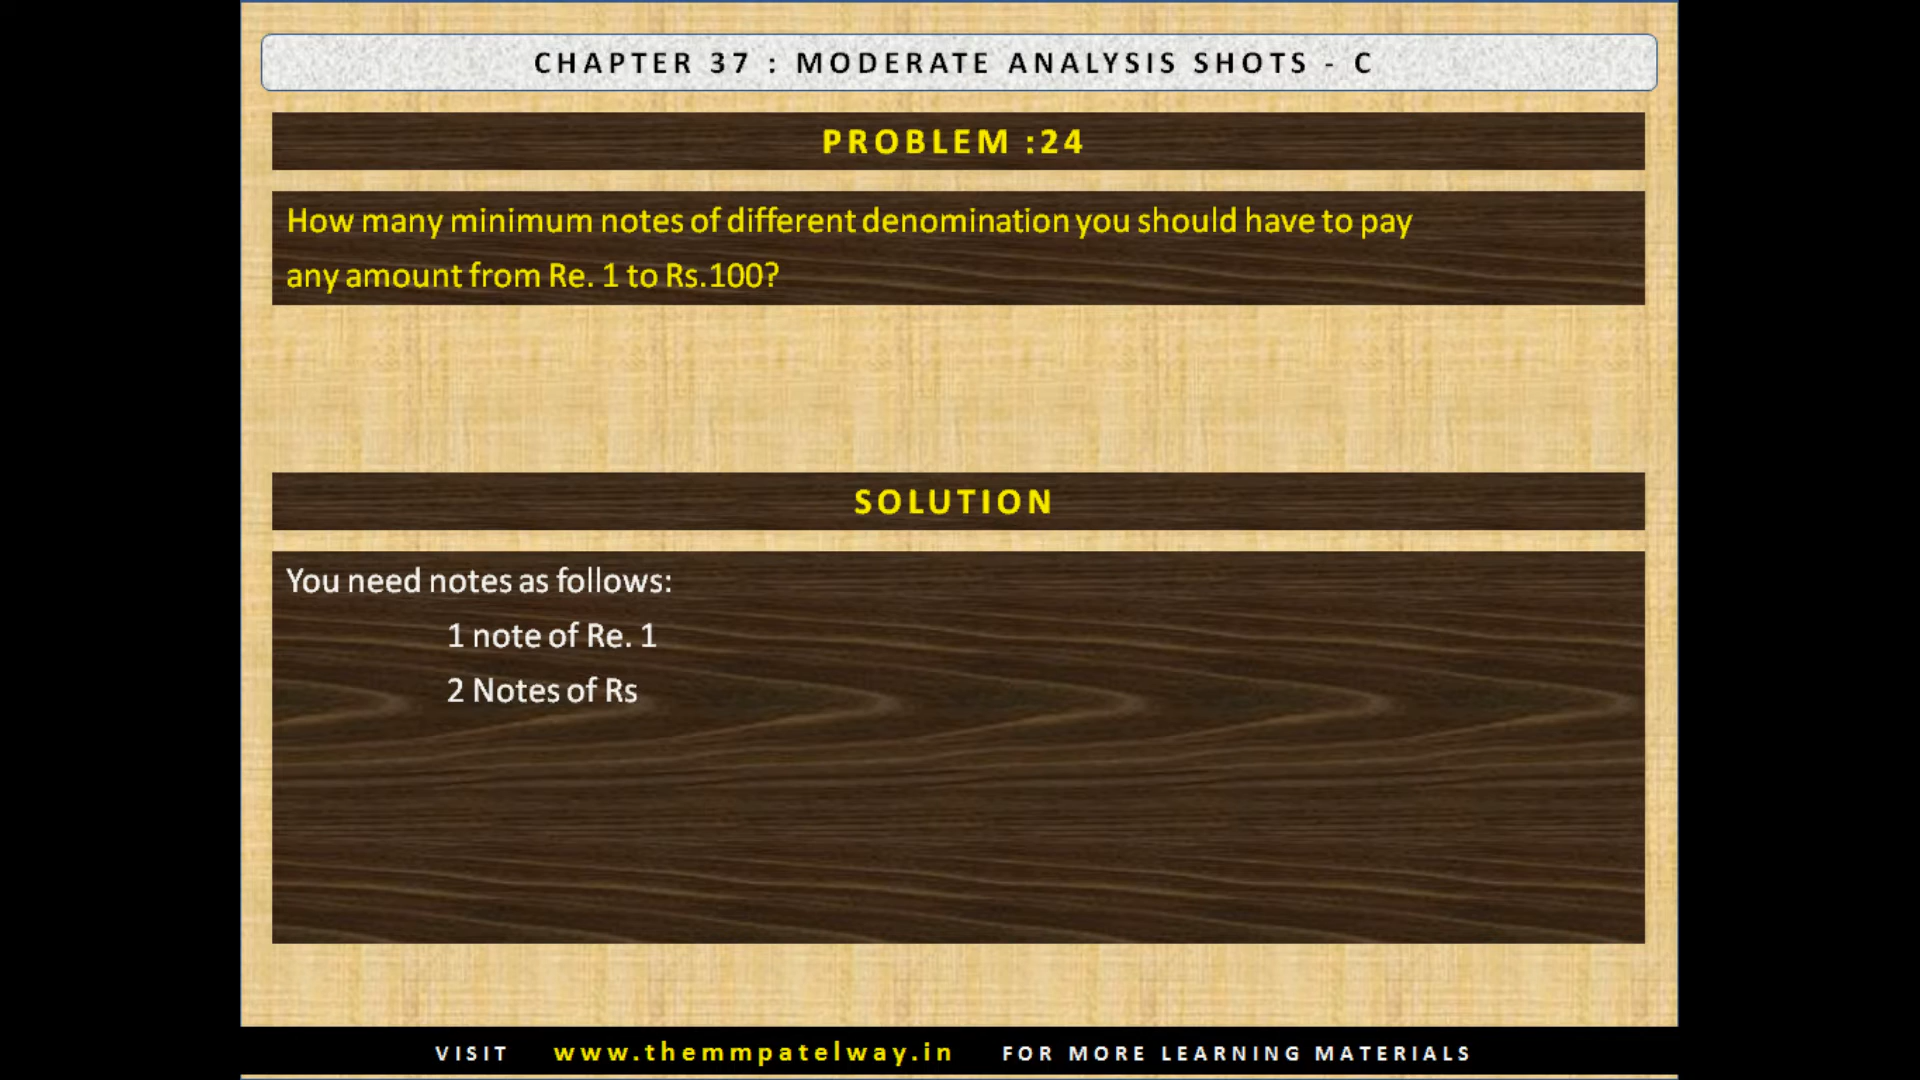 CHAPTER 37 : MODERATE ANALYSIS SHOTS - C
PROBLEM :24
How many minimum notes of different denomination you should have to pay
any amount from Re. 1 to Rs.100?
SOLUTION
You need notes as follows:
1 note of Re. 1
2 Notes of Rs
VISIT www.themmpatelway.in FOR MORE LEARNING MATERIALS